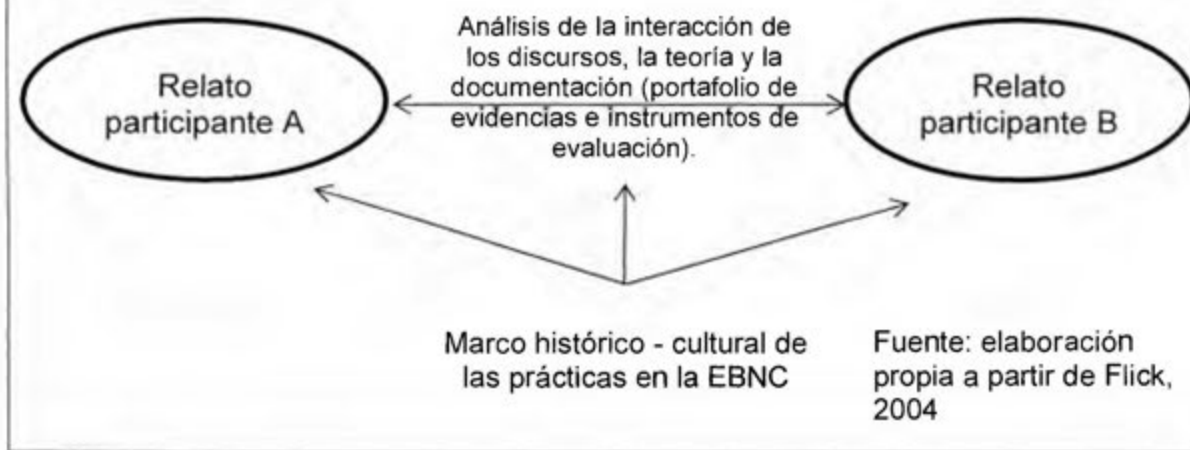 Relato
participante A
Análisis de la interacción de
los discursos, la teoría y la
documentación (portafolio de
evidencias e instrumentos de
evaluación).
Relato
participante B
Marco histórico - cultural de
las prácticas en la EBNC
Fuente: elaboración
propia a partir de Flick,
2004